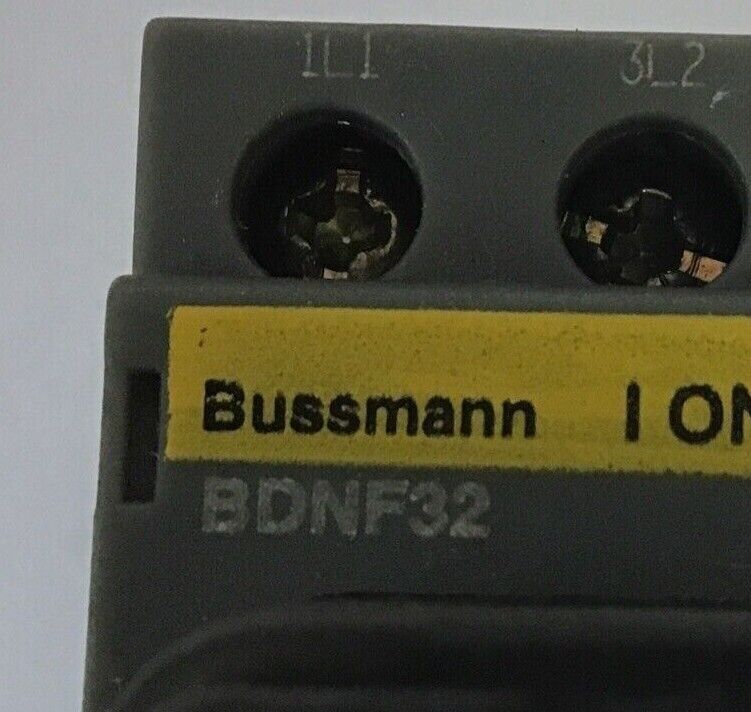 1L1 3L2
Bussmann I ON
BDNF32